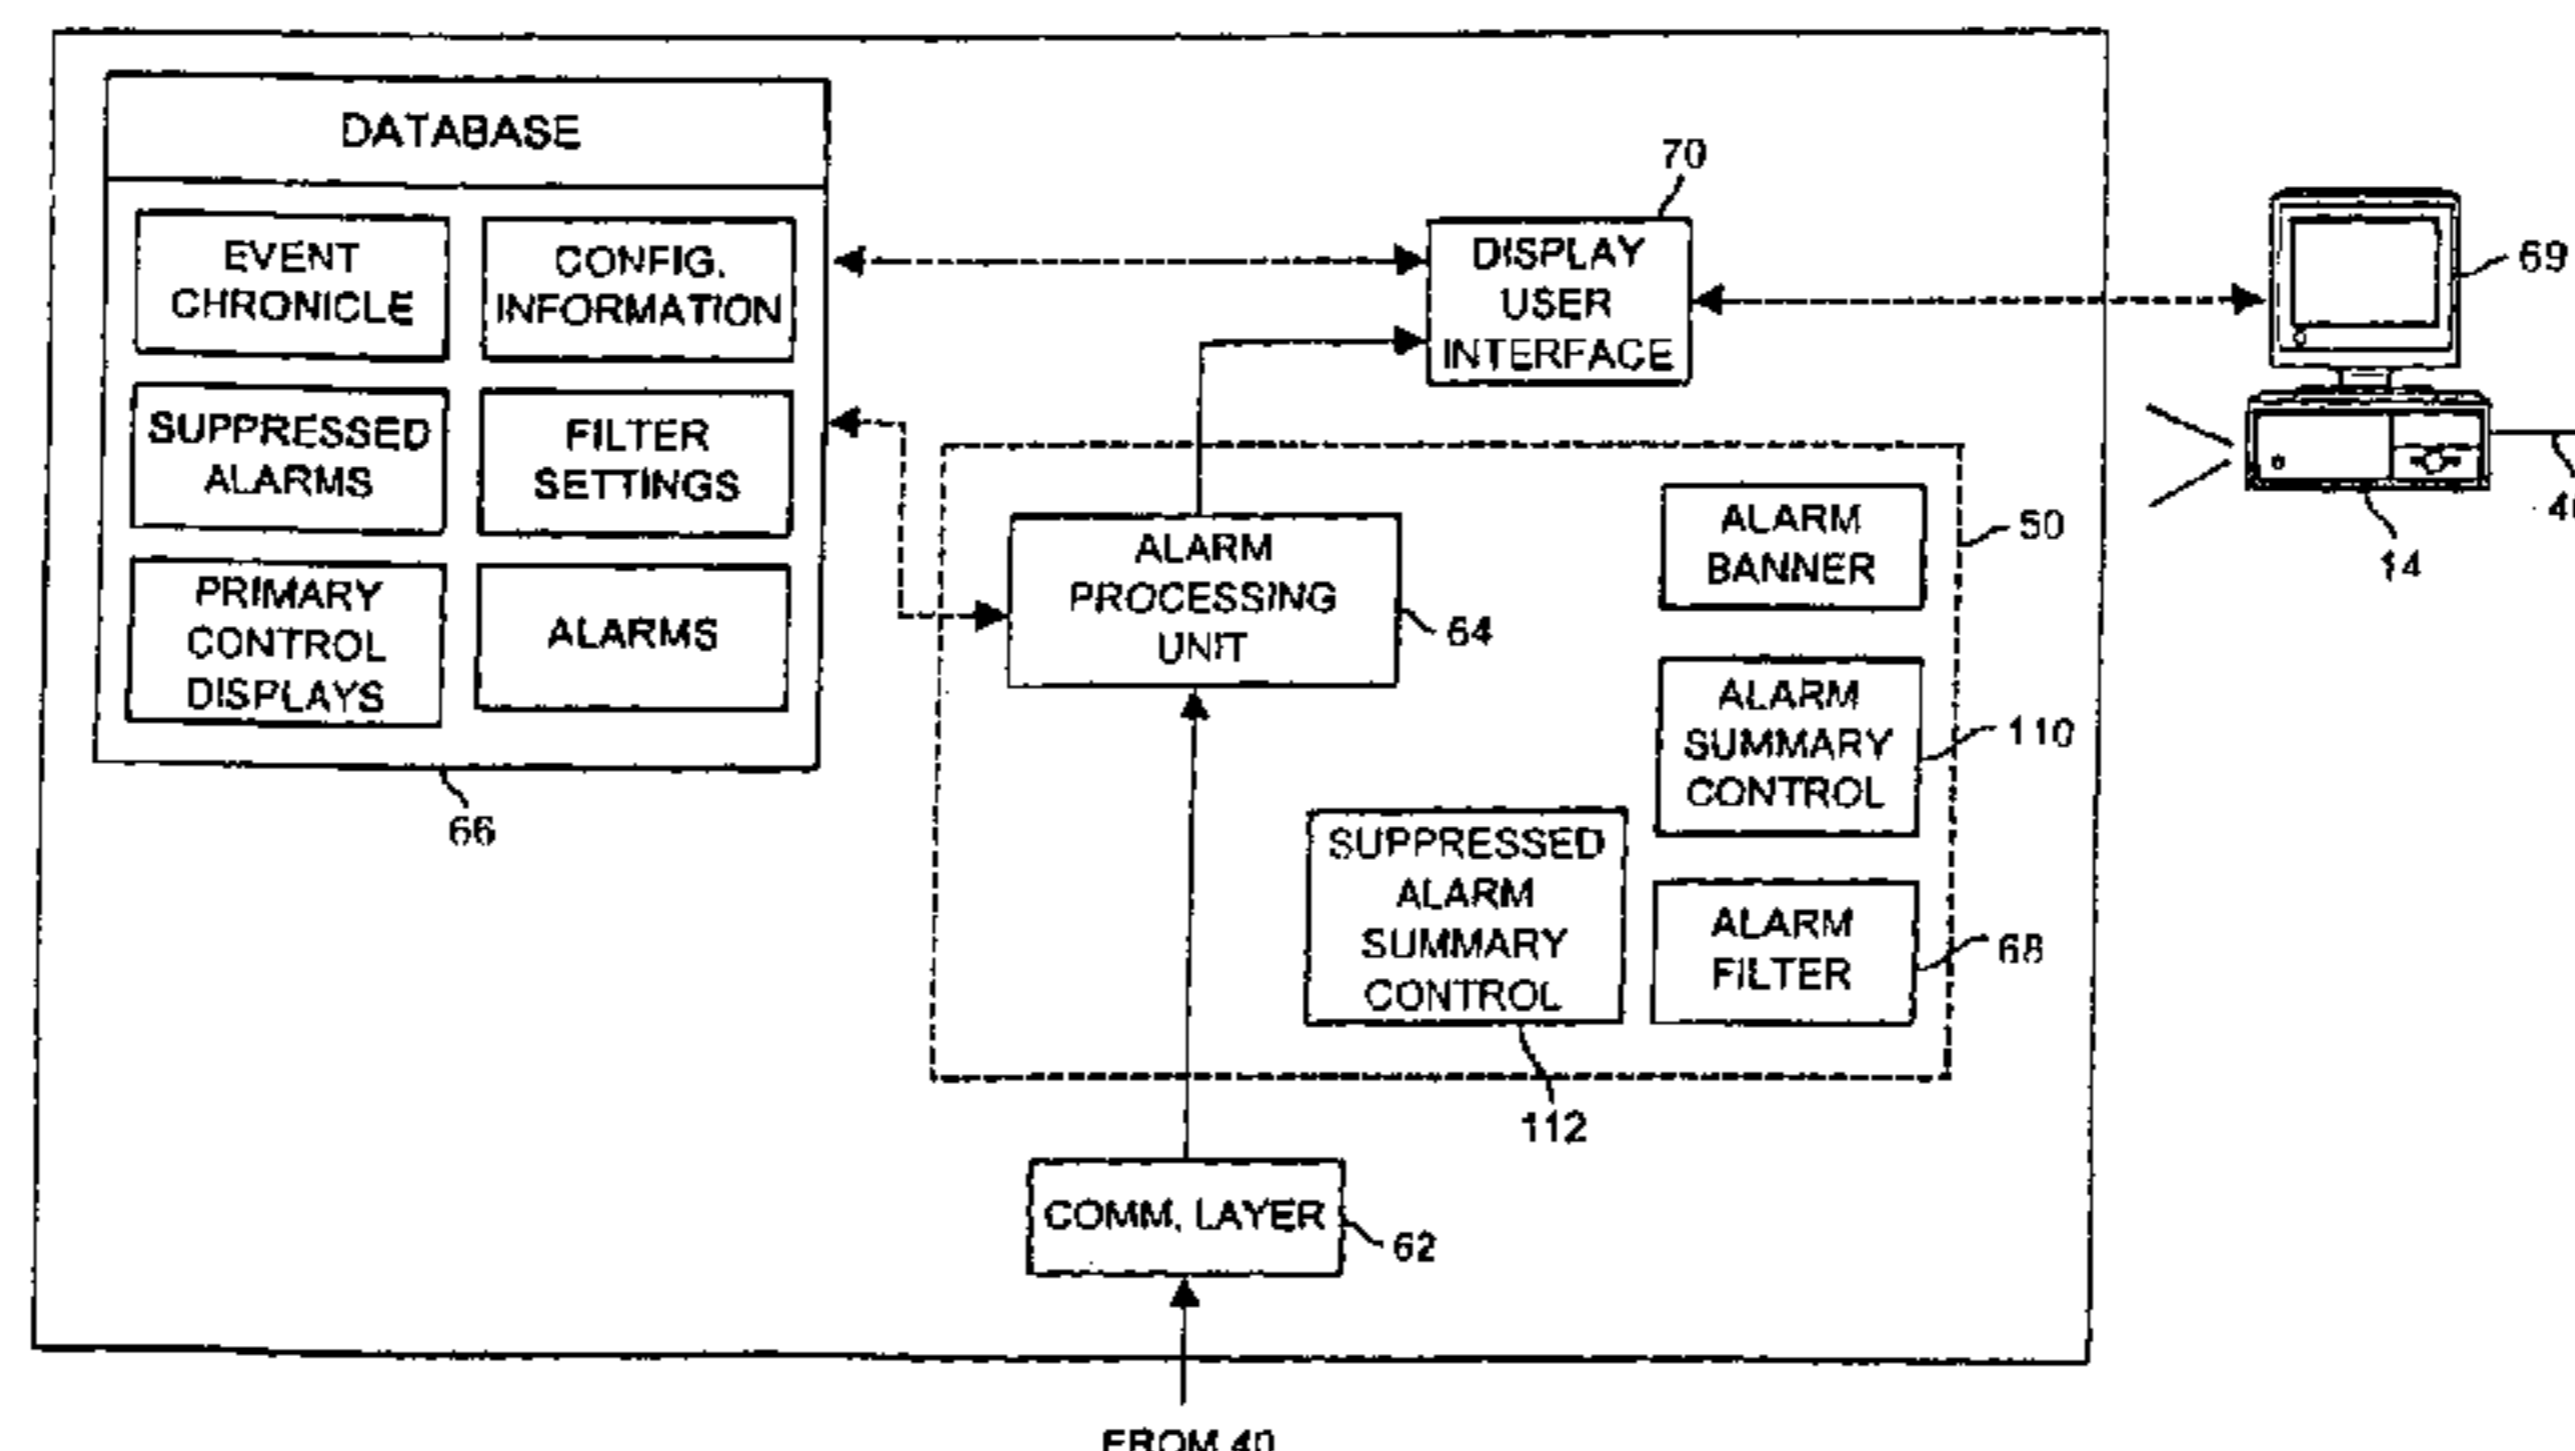 DATABASE
EVENT
CHRONICLE
CONFIG.
INFORMATION
SUPPRESSED
ALARMS
FILTER
SETTINGS
PRIMARY
CONTROL
DISPLAYS
ALARMS
66
70
DISPLAY
USER
INTERFACE
69
14
ALARM
PROCESSING
UNIT
64
ALARM
BANNER
50
ALARM
SUMMARY
CONTROL
110
SUPPRESSED
ALARM
SUMMARY
CONTROL
112
ALARM
FILTER
68
COMM. LAYER
62
FROM 40